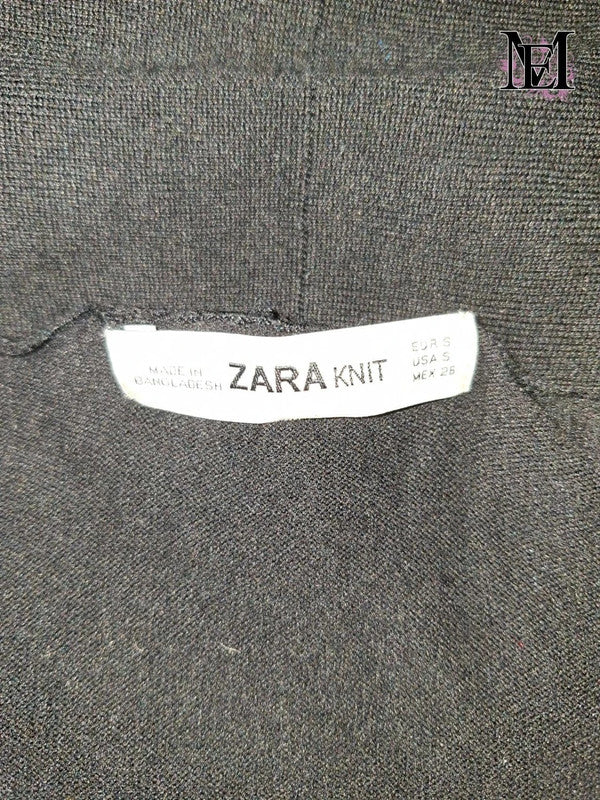 MADE IN
BANGLADESH
ZARA KNIT
EUR S
USA S
MEX 26